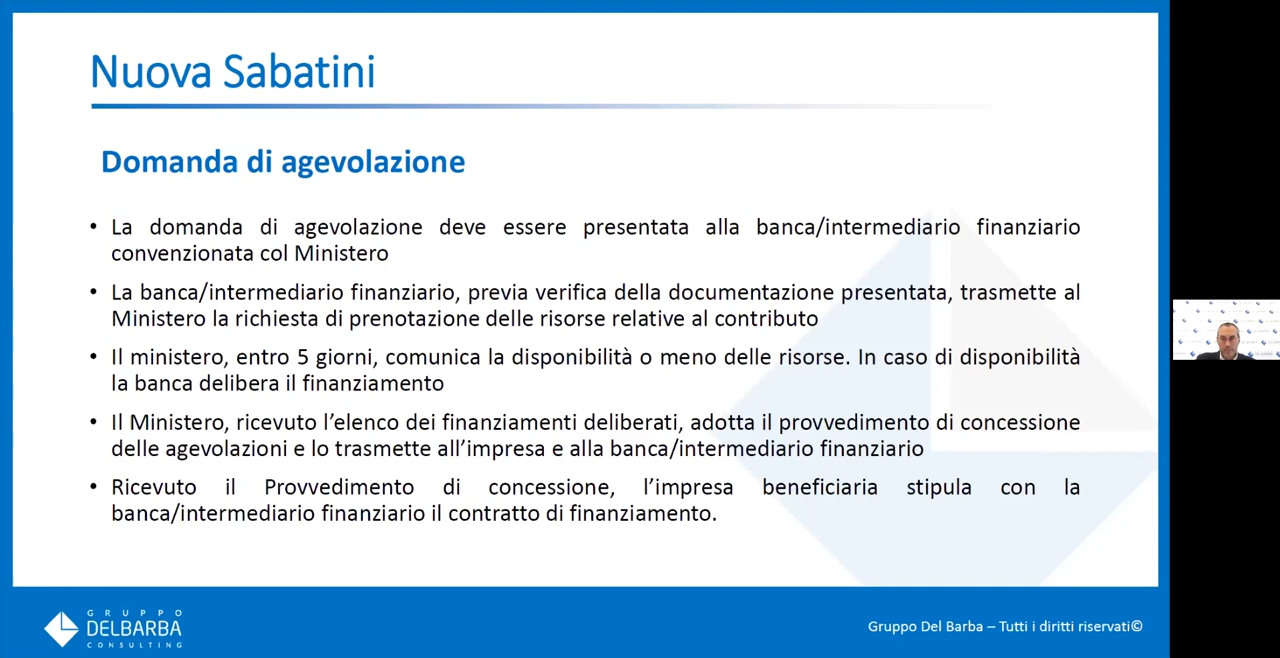 Nuova Sabatini
Domanda di agevolazione
• La domanda di agevolazione deve essere presentata alla banca/intermediario finanziario
convenzionata col Ministero
• La banca/intermediario finanziario, previa verifica della documentazione presentata, trasmette al
Ministero la richiesta di prenotazione delle risorse relative al contributo
• Il ministero, entro 5 giorni, comunica la disponibilità o meno delle risorse. In caso di disponibilità
la banca delibera il finanziamento
• Il Ministero, ricevuto l’elenco dei finanziamenti deliberati, adotta il provvedimento di concessione
delle agevolazioni e lo trasmette all’impresa e alla banca/intermediario finanziario
• Ricevuto il Provvedimento di concessione, l’impresa beneficiaria stipula con la
banca/intermediario finanziario il contratto di finanziamento.
GRUPPO
DELBARBA
CONSULTING
Gruppo Del Barba – Tutti i diritti riservati©